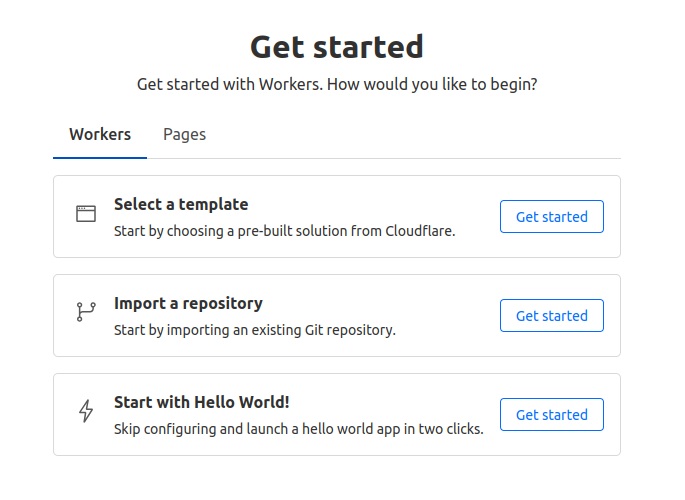 Get started
Get started with Workers. How would you like to begin?
Workers Pages
Select a template
Start by choosing a pre-built solution from Cloudflare.
Get started
Import a repository
Start by importing an existing Git repository.
Get started
Start with Hello World!
Skip configuring and launch a hello world app in two clicks.
Get started